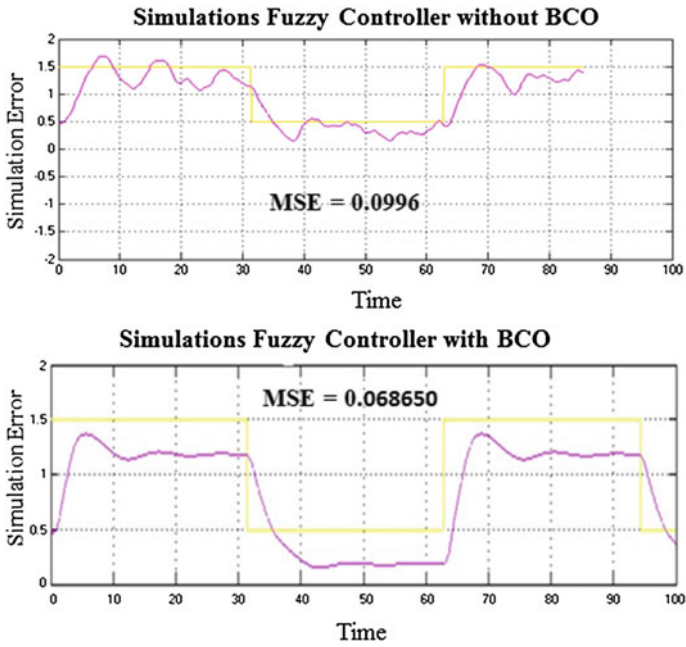 Simulations Fuzzy Controller without BCO
2
1.5
1
0.5
0
-0.5
-1
-1.5
-2
Simulation Error
MSE = 0.0996
0 10 20 30 40 50 60 70 80 90 100
Time
Simulations Fuzzy Controller with BCO
2
1.5
1
0.5
0
Simulation Error
MSE = 0.068650
0 10 20 30 40 50 60 70 80 90 100
Time